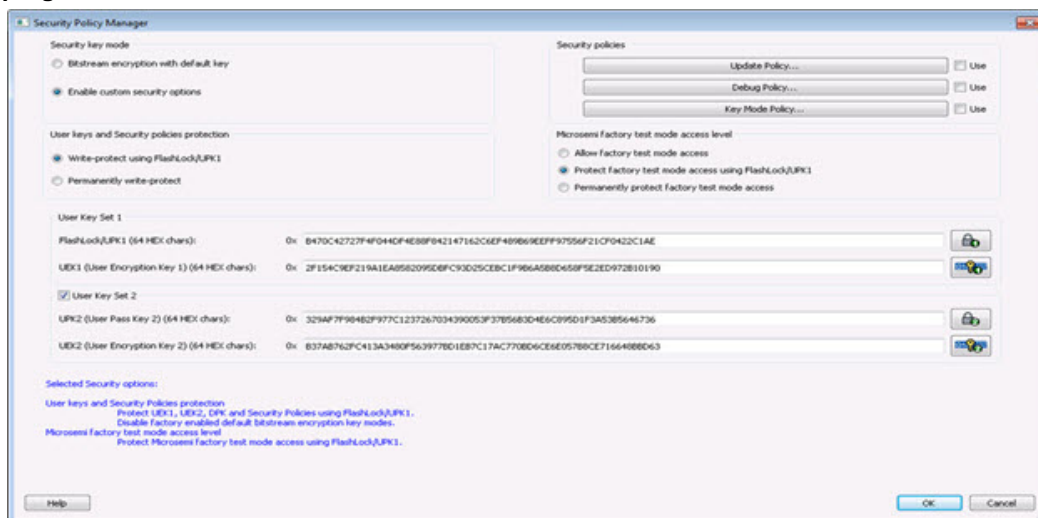 Security Policy Manager
Security key mode
Bitstream encryption with default key
Enable custom security options
Security policies
Update Policy... Use
Debug Policy... Use
Key Mode Policy... Use
User keys and Security policies protection
Write-protect using FlashLock/UPK1
Permanently write-protect
Microsemi factory test mode access level
Allow factory test mode access
Protect factory test mode access using FlashLock/UPK1
Permanently protect factory test mode access
User Key Set 1
FlashLock/UPK1 (64 HEX chars): 0x
UEK1 (User Encryption Key 1) (64 HEX chars): 0x
User Key Set 2
UPK2 (User Pass Key 2) (64 HEX chars): 0x
UEK2 (User Encryption Key 2) (64 HEX chars): 0x
Selected Security options:
User keys and Security Policies protection
Protect UEK1, UEK2, DPK and Security Policies using FlashLock/UPK1.
Disable factory enabled default bitstream encryption key modes.
Microsemi factory test mode access level
Protect Microsemi factory test mode access using FlashLock/UPK1.
Help OK Cancel